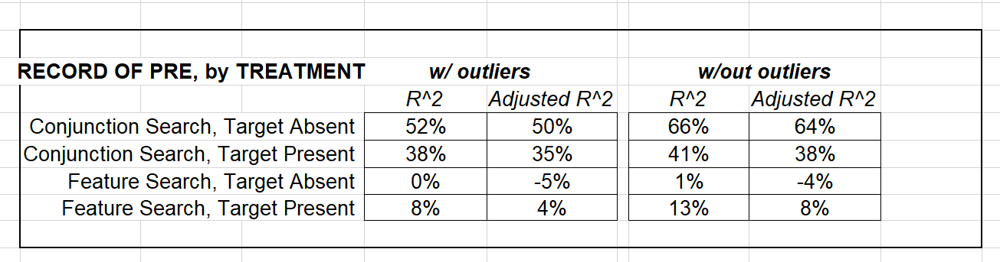 RECORD OF PRE, by TREATMENT w/ outliers w/out outliers
R^2 Adjusted R^2 R^2 Adjusted R^2
Conjunction Search, Target Absent 52% 50% 66% 64%
Conjunction Search, Target Present 38% 35% 41% 38%
Feature Search, Target Absent 0% -5% 1% -4%
Feature Search, Target Present 8% 4% 13% 8%